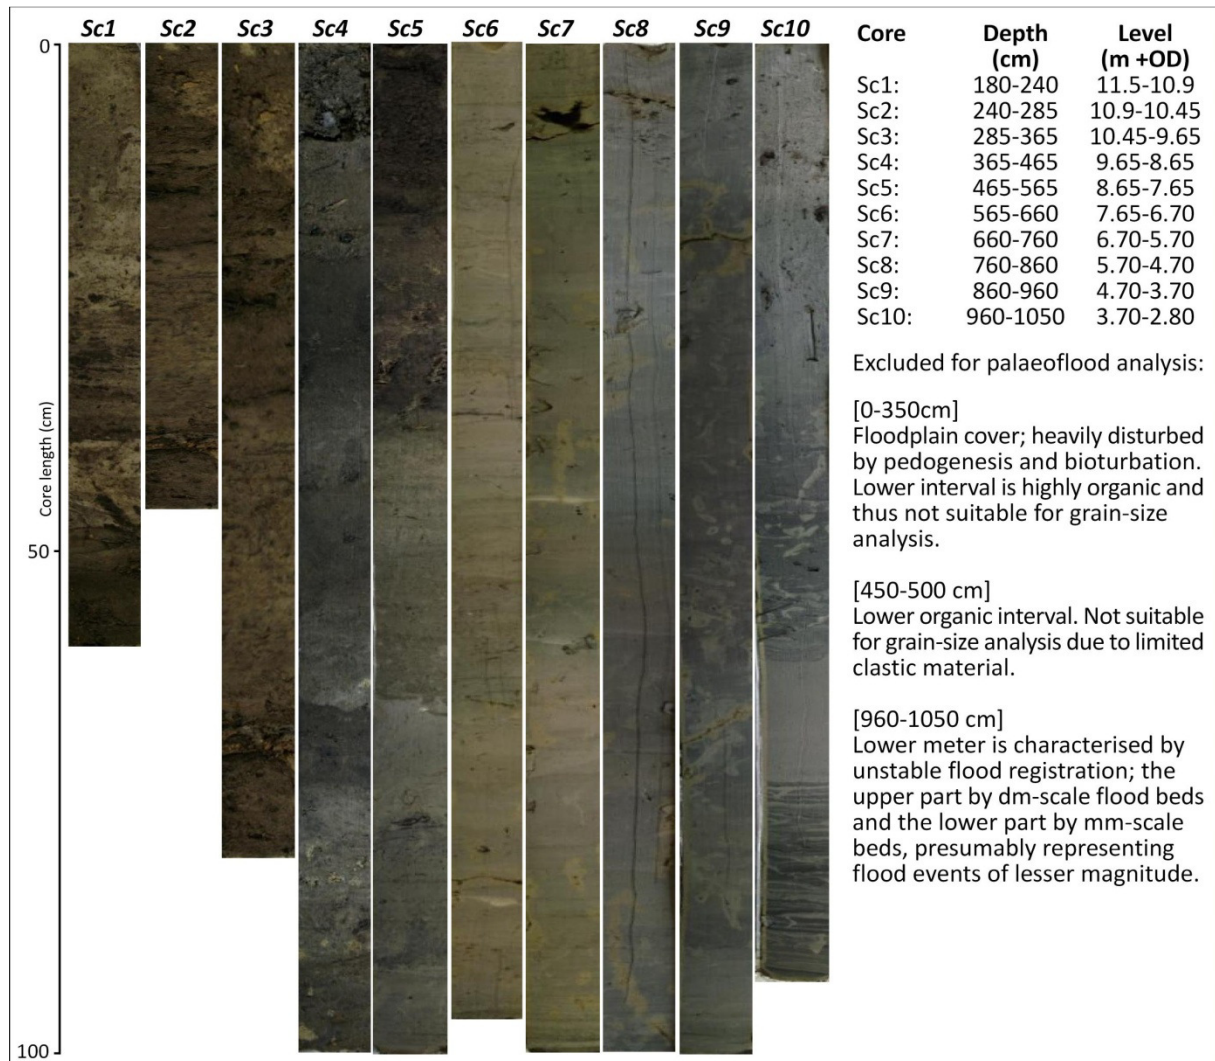 Sc1 Sc2 Sc3 Sc4 Sc5 Sc6 Sc7 Sc8 Sc9 Sc10
0
50
100
Core length (cm)
Core Depth (cm) Level (m +OD)
Sc1: 180-240 11.5-10.9
Sc2: 240-285 10.9-10.45
Sc3: 285-365 10.45-9.65
Sc4: 365-465 9.65-8.65
Sc5: 465-565 8.65-7.65
Sc6: 565-660 7.65-6.70
Sc7: 660-760 6.70-5.70
Sc8: 760-860 5.70-4.70
Sc9: 860-960 4.70-3.70
Sc10: 960-1050 3.70-2.80
Excluded for palaeoflood analysis:
[0-350cm]
Floodplain cover; heavily disturbed
by pedogenesis and bioturbation.
Lower interval is highly organic and
thus not suitable for grain-size
analysis.
[450-500 cm]
Lower organic interval. Not suitable
for grain-size analysis due to limited
clastic material.
[960-1050 cm]
Lower meter is characterised by
unstable flood registration; the
upper part by dm-scale flood beds
and the lower part by mm-scale
beds, presumably representing
flood events of lesser magnitude.